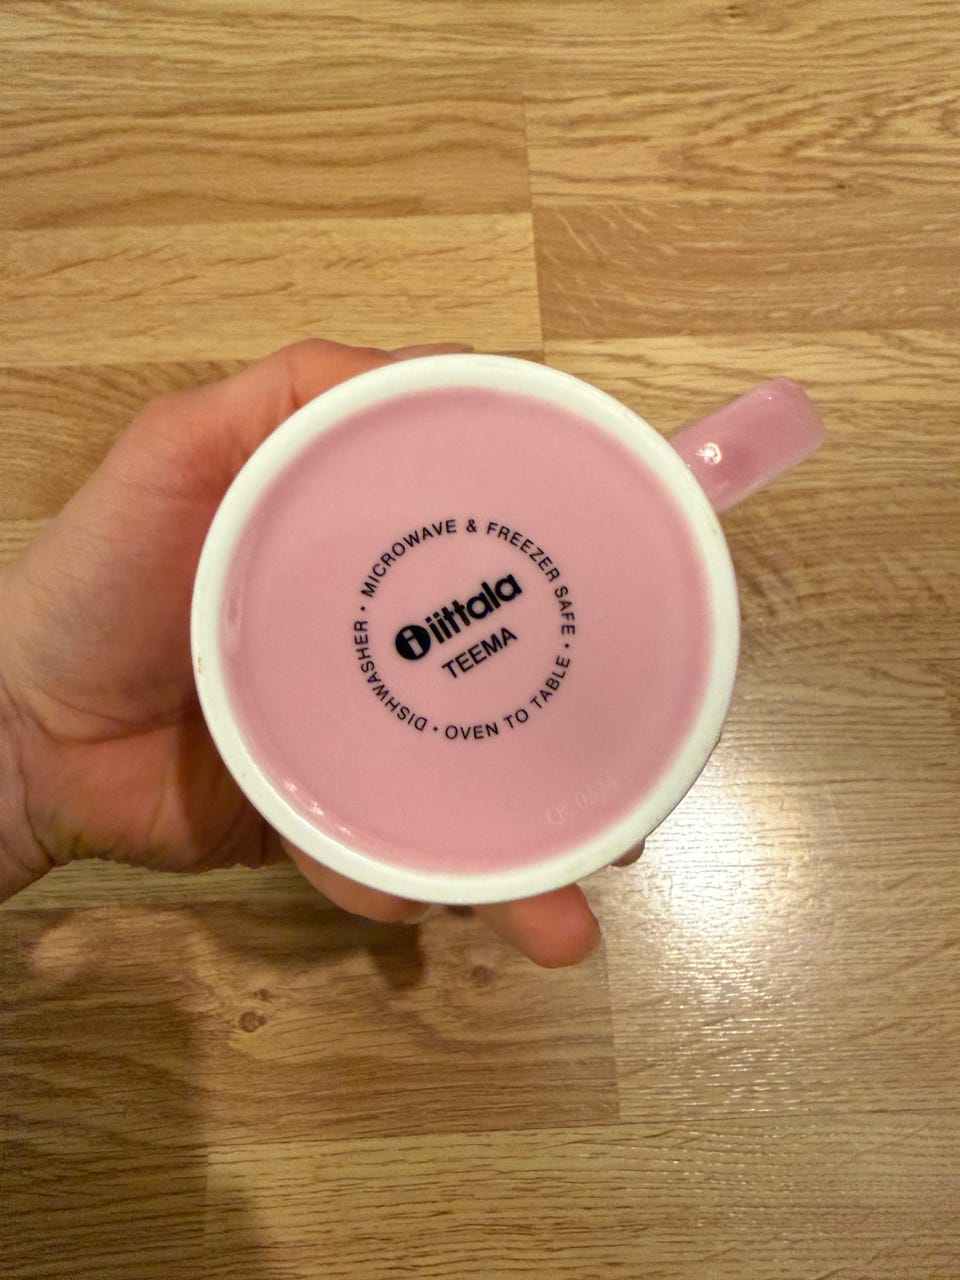 MICROWAVE & FREEZER SAFE • OVEN TO TABLE • DISHWASHER •
iittala
TEEMA